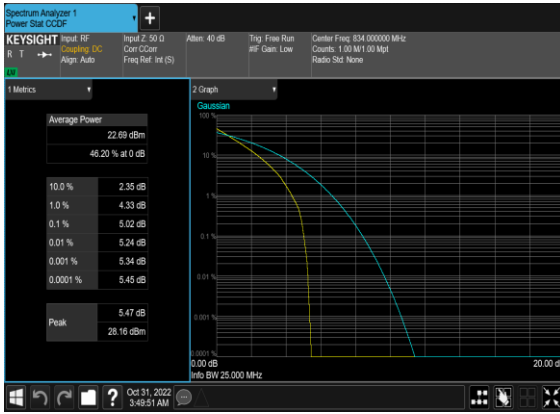 Spectrum Analyzer 1
Power Stat CCDF
+
KEYSIGHT
R T
LXI
Input: RF
Coupling: DC
Align: Auto
Input Z: 50 Ω
Corr CCorr
Freq Ref: Int (S)
Atten: 40 dB
Trig: Free Run
#IF Gain: Low
Center Freq: 834.000000 MHz
Counts: 1.00 M/1.00 Mpt
Radio Std: None
1 Metrics
Average Power
22.69 dBm
46.20 % at 0 dB
10.0 % 2.35 dB
1.0 % 4.33 dB
0.1 % 5.02 dB
0.01 % 5.24 dB
0.001 % 5.34 dB
0.0001 % 5.45 dB
Peak
5.47 dB
28.16 dBm
2 Graph
Gaussian
100 %
10 %
1 %
0.1 %
0.01 %
0.001 %
0.0001 %
0.00 dB
20.00 d
Info BW 25.000 MHz
?
Oct 31, 2022
3:49:51 AM